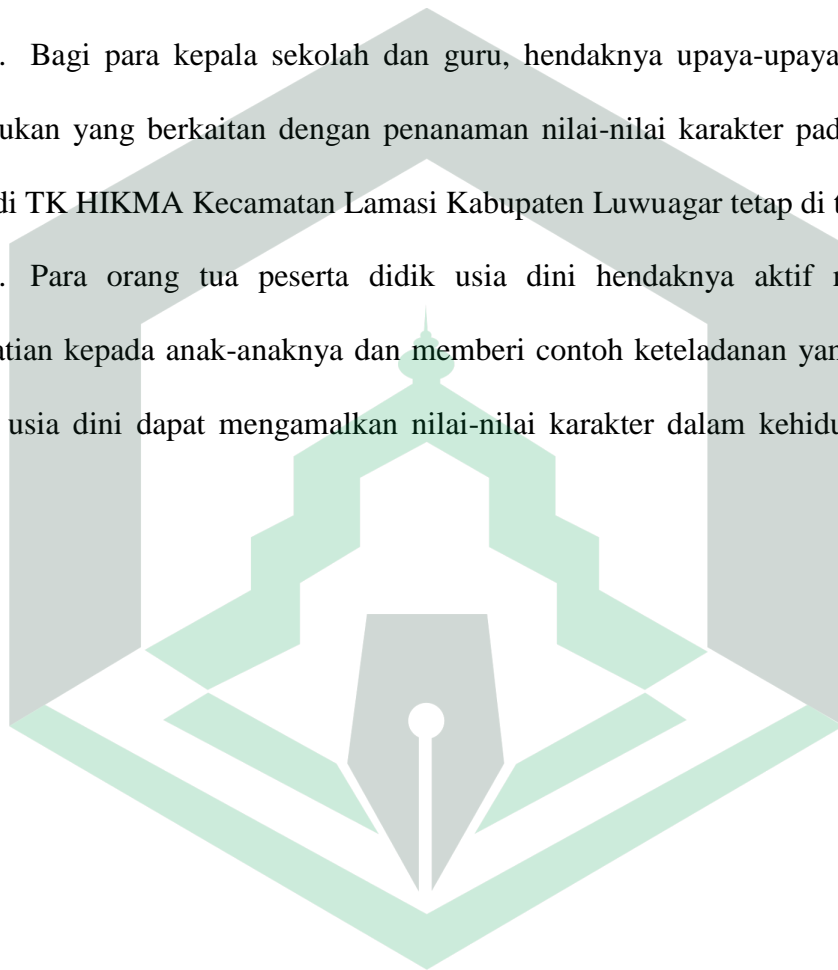 . Bagi para kepala sekolah dan guru, hendaknya upaya-upaya
ukan yang berkaitan dengan penanaman nilai-nilai karakter pad
di TK HIKMA Kecamatan Lamasi Kabupaten Luwuagar tetap di t
. Para orang tua peserta didik usia dini hendaknya aktif
atian kepada anak-anaknya dan memberi contoh keteladanan yan
usia dini dapat mengamalkan nilai-nilai karakter dalam kehidu